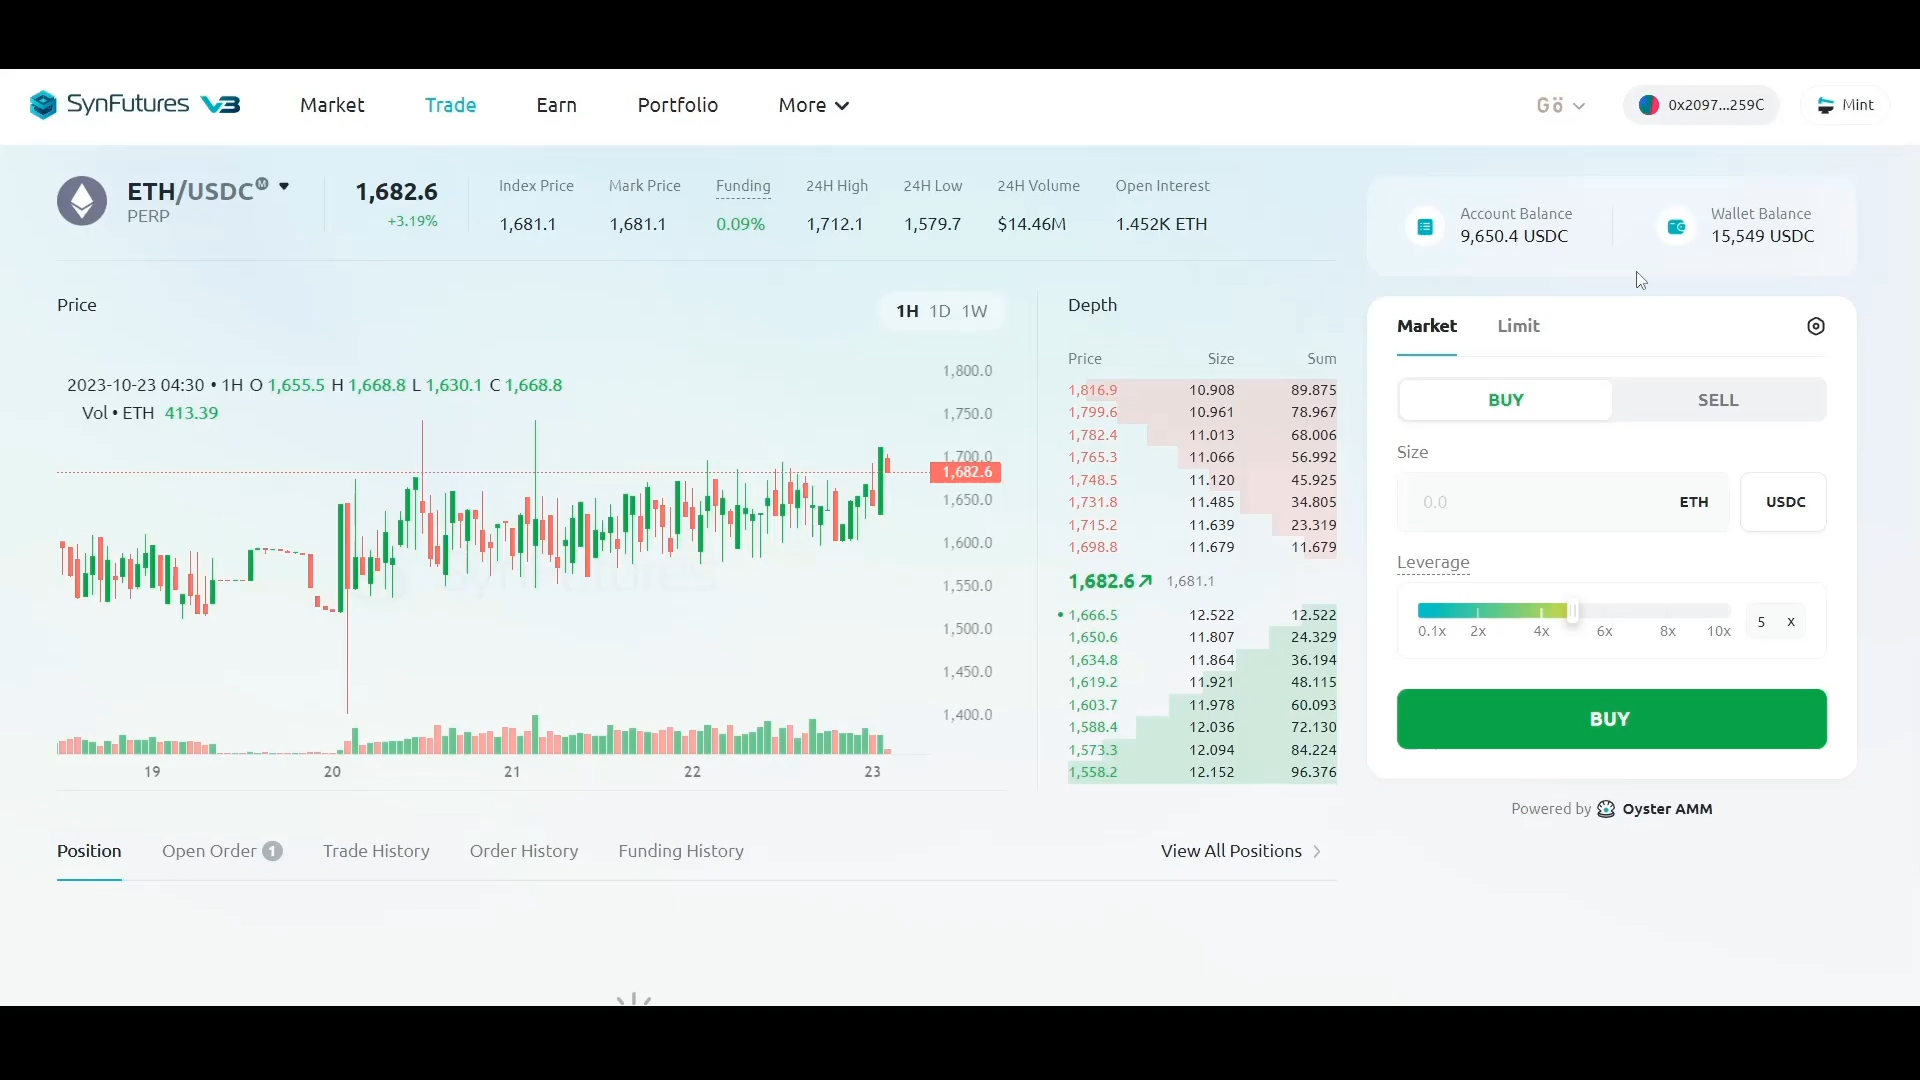 SynFutures V3 Market Trade Earn Portfolio More Gö 0x2097...259C Mint
ETH/USDC M
PERP
1,682.6
+3.19%
Index Price Mark Price Funding 24H High 24H Low 24H Volume Open Interest
1,681.1 1,681.1 0.09% 1,712.1 1,579.7 $14.46M 1.452K ETH
Account Balance
9,650.4 USDC
Wallet Balance
15,549 USDC
Price
1H 1D 1W
2023-10-23 04:30 • 1H O 1,655.5 H 1,668.8 L 1,630.1 C 1,668.8
Vol • ETH 413.39
1,800.0
1,750.0
1,700.0
1,682.6
1,650.0
1,600.0
1,550.0
1,500.0
1,450.0
1,400.0
SynFutures
19 20 21 22 23
Depth
Price Size Sum
1,816.9 10.908 89.875
1,799.6 10.961 78.967
1,782.4 11.013 68.006
1,765.3 11.066 56.992
1,748.5 11.120 45.925
1,731.8 11.485 34.805
1,715.2 11.639 23.319
1,698.8 11.679 11.679
1,682.6 1,681.1
1,666.5 12.522 12.522
1,650.6 11.807 24.329
1,634.8 11.864 36.194
1,619.2 11.921 48.115
1,603.7 11.978 60.093
1,588.4 12.036 72.130
1,573.3 12.094 84.224
1,558.2 12.152 96.376
Market Limit
BUY SELL
Size
0.0 ETH USDC
Leverage
0.1x 2x 4x 6x 8x 10x 5 x
BUY
Powered by Oyster AMM
Position Open Order 1 Trade History Order History Funding History View All Positions